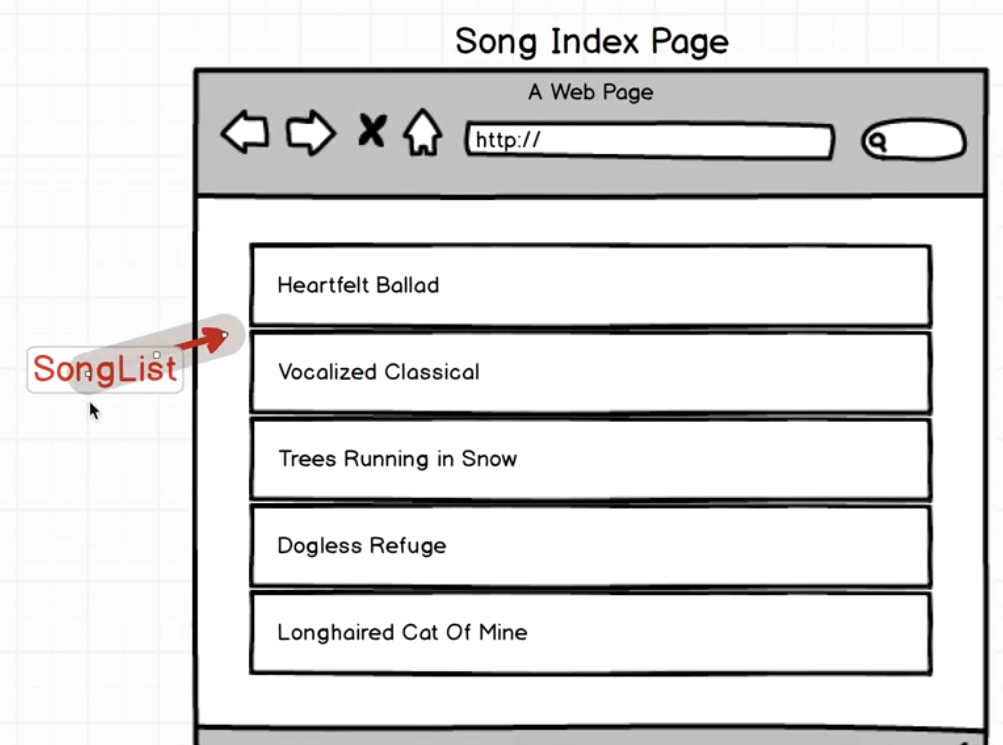 Song Index Page
A Web Page
http://
Heartfelt Ballad
SongList
Vocalized Classical
Trees Running in Snow
Dogless Refuge
Longhaired Cat Of Mine